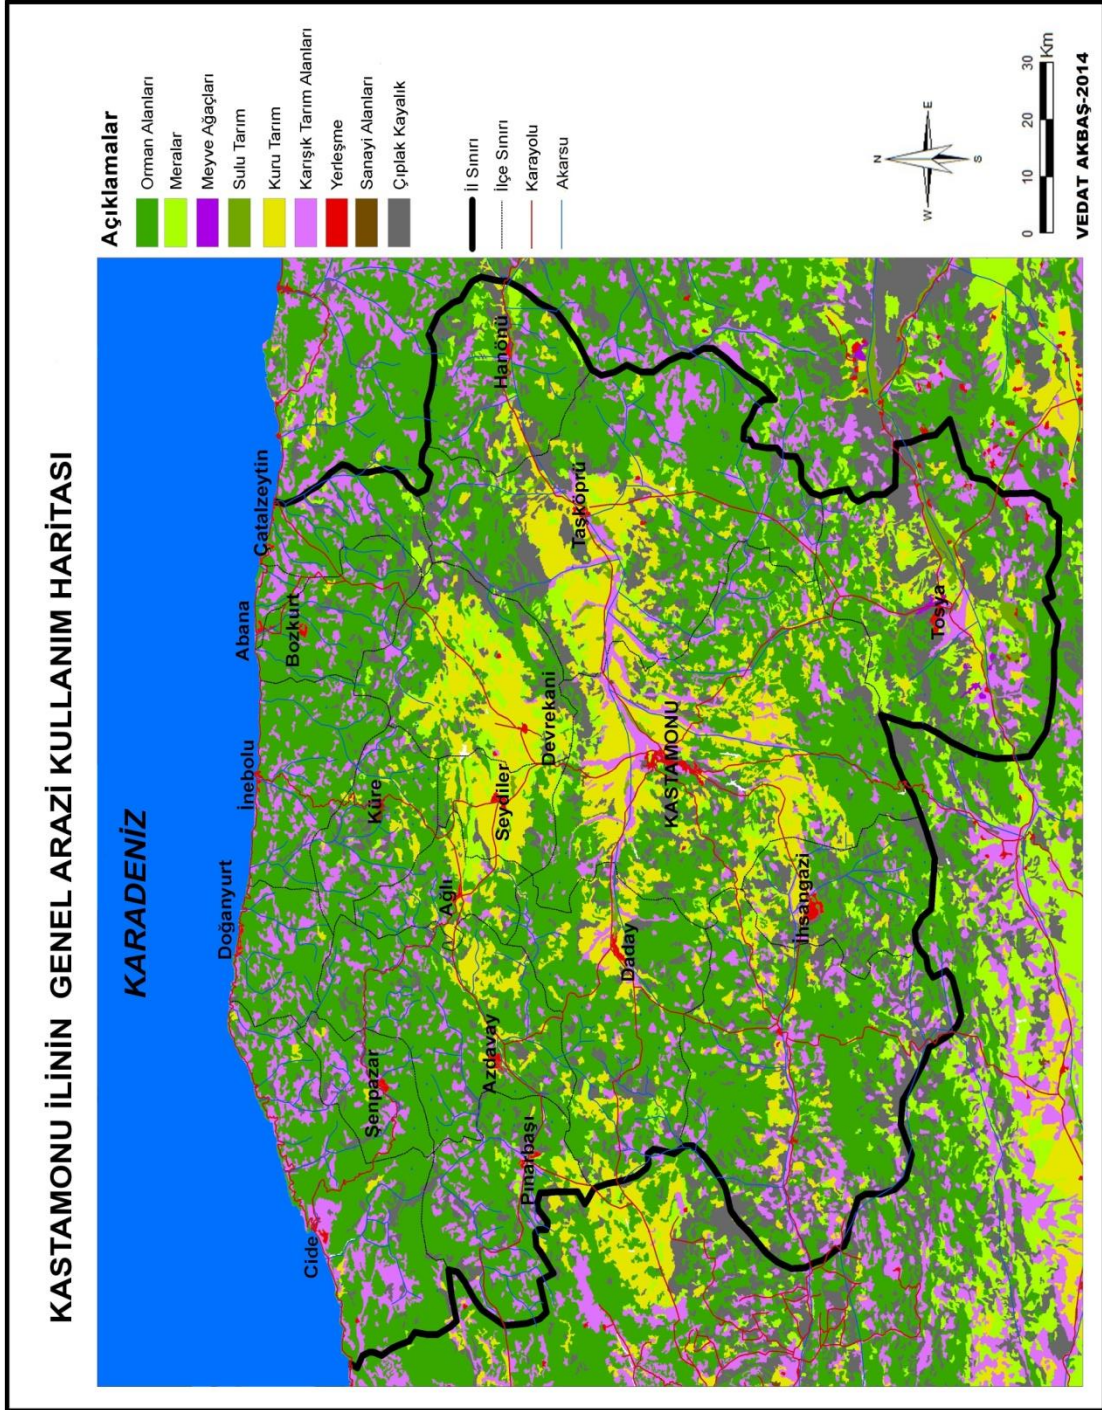 KASTAMONU İLİNİN GENEL ARAZİ KULLANIM HARİTASI
KARADENİZ
Cide
Doğanyurt
İnebolu
Abana
Çatalzeytin
Bozkurt
Şenpazar
Küre
Ağlı
Azdavay
Seydiler
Pınarbaşı
Devrekani
Hanönü
Taşköprü
Daday
KASTAMONU
İhsangazi
Tosya
Açıklamalar
Orman Alanları
Meralar
Meyve Ağaçları
Sulu Tarım
Kuru Tarım
Karışık Tarım Alanları
Yerleşme
Sanayi Alanları
Çıplak Kayalık
İl Sınırı
İlçe Sınırı
Karayolu
Akarsu
N
W E
S
0 10 20 30
Km
VEDAT AKBAŞ-2014